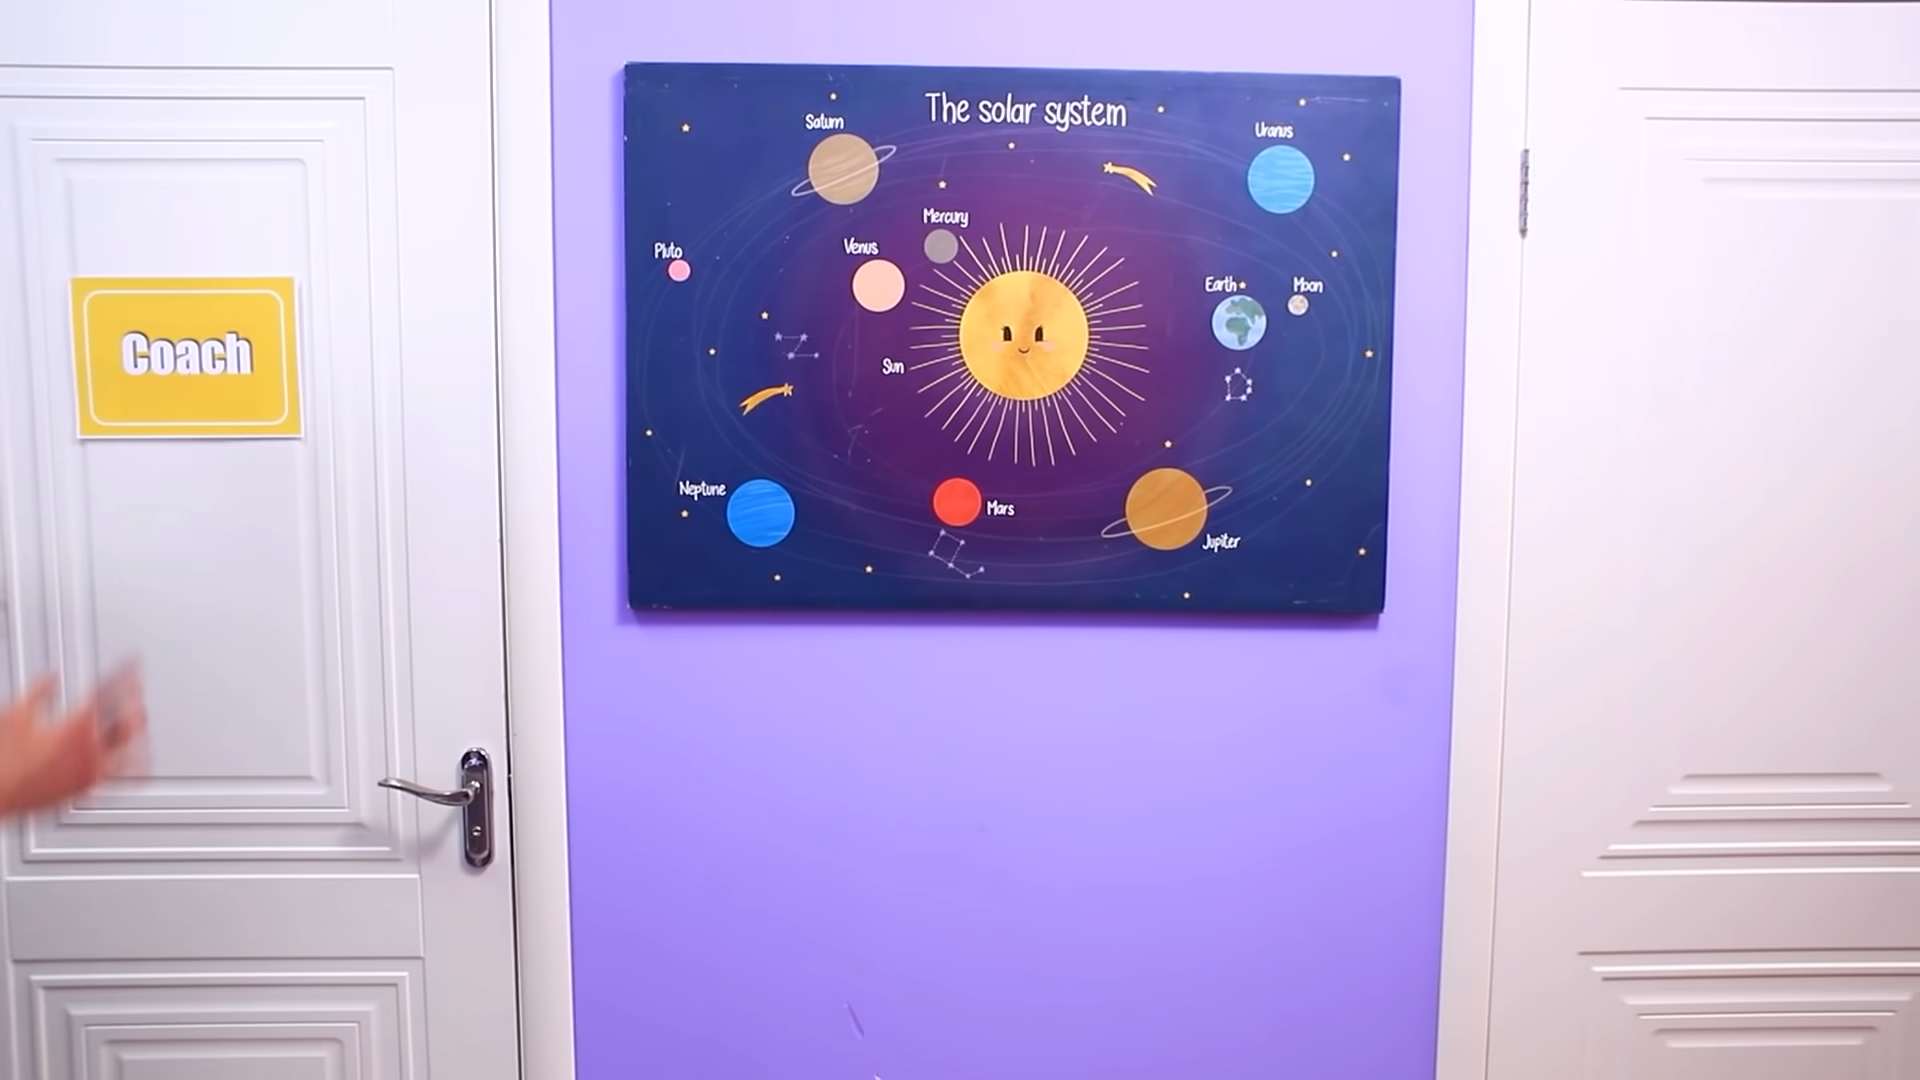 The solar system
Saturn
Uranus
Mercury
Venus
Pluto
Earth
Moon
Coach
Sun
Neptune
Mars
Jupiter